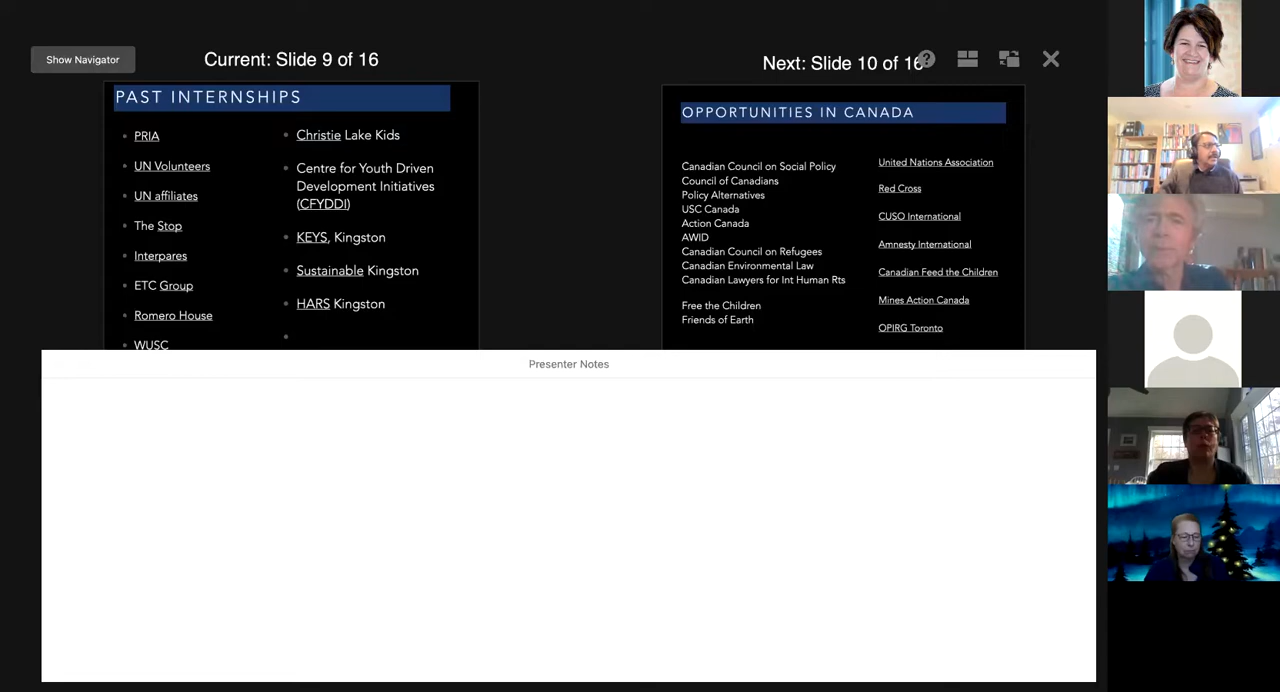 Show Navigator
Current: Slide 9 of 16
Next: Slide 10 of 16
?
PAST INTERNSHIPS
PRIA
UN Volunteers
UN affiliates
The Stop
Interpares
ETC Group
Romero House
WUSC
Christie Lake Kids
Centre for Youth Driven
Development Initiatives
(CFYDDI)
KEYS, Kingston
Sustainable Kingston
HARS Kingston
OPPORTUNITIES IN CANADA
Canadian Council on Social Policy
Council of Canadians
Policy Alternatives
USC Canada
Action Canada
AWID
Canadian Council on Refugees
Canadian Environmental Law
Canadian Lawyers for Int Human Rts
Free the Children
Friends of Earth
United Nations Association
Red Cross
CUSO International
Amnesty International
Canadian Feed the Children
Mines Action Canada
OPIRG Toronto
Presenter Notes